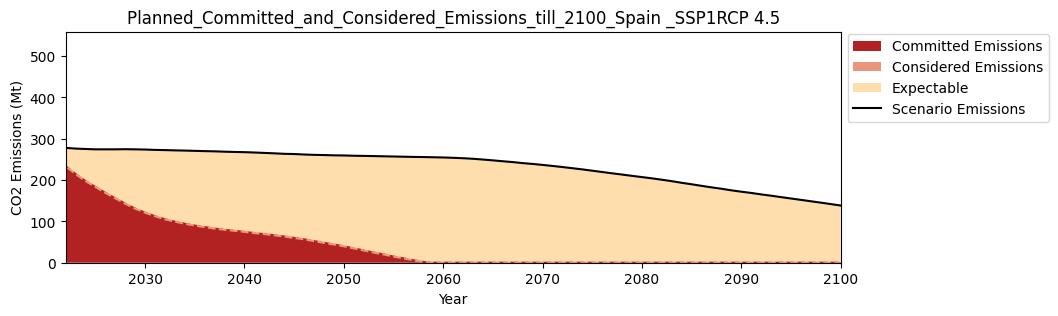 Planned_Committed_and_Considered_Emissions_till_2100_Spain _SSP1RCP 4.5
CO2 Emissions (Mt)
500
400
300
200
100
0
2030 2040 2050 2060 2070 2080 2090 2100
Year
Committed Emissions
Considered Emissions
Expectable
Scenario Emissions